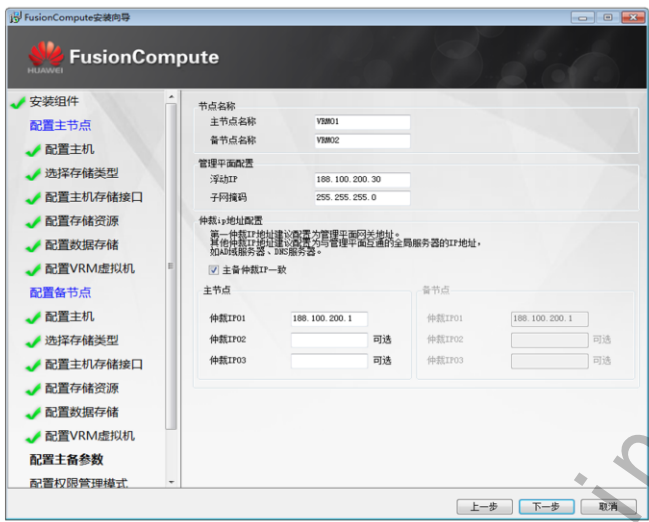 FusionCompute安装向导
HUAWEI
FusionCompute
安装组件
配置主节点
配置主机
选择存储类型
配置主机存储接口
配置存储资源
配置数据存储
配置VRM虚拟机
配置备节点
配置主机
选择存储类型
配置主机存储接口
配置存储资源
配置数据存储
配置VRM虚拟机
配置主备参数
配置权限管理模式
节点名称
主节点名称 VRM01
备节点名称 VRM02
管理平面配置
浮动IP 188.100.200.30
子网掩码 255.255.255.0
仲裁ip地址配置
第一仲裁IP地址建议配置为管理平面网关地址。
其他仲裁IP地址建议配置为与管理平面互通的全局服务器的IP地址，
如AD域服务器、DNS服务器。
主备仲裁IP一致
主节点 备节点
仲裁IP01 188.100.200.1 仲裁IP01 188.100.200.1
仲裁IP02 可选 仲裁IP02 可选
仲裁IP03 可选 仲裁IP03 可选
上一步 下一步 取消